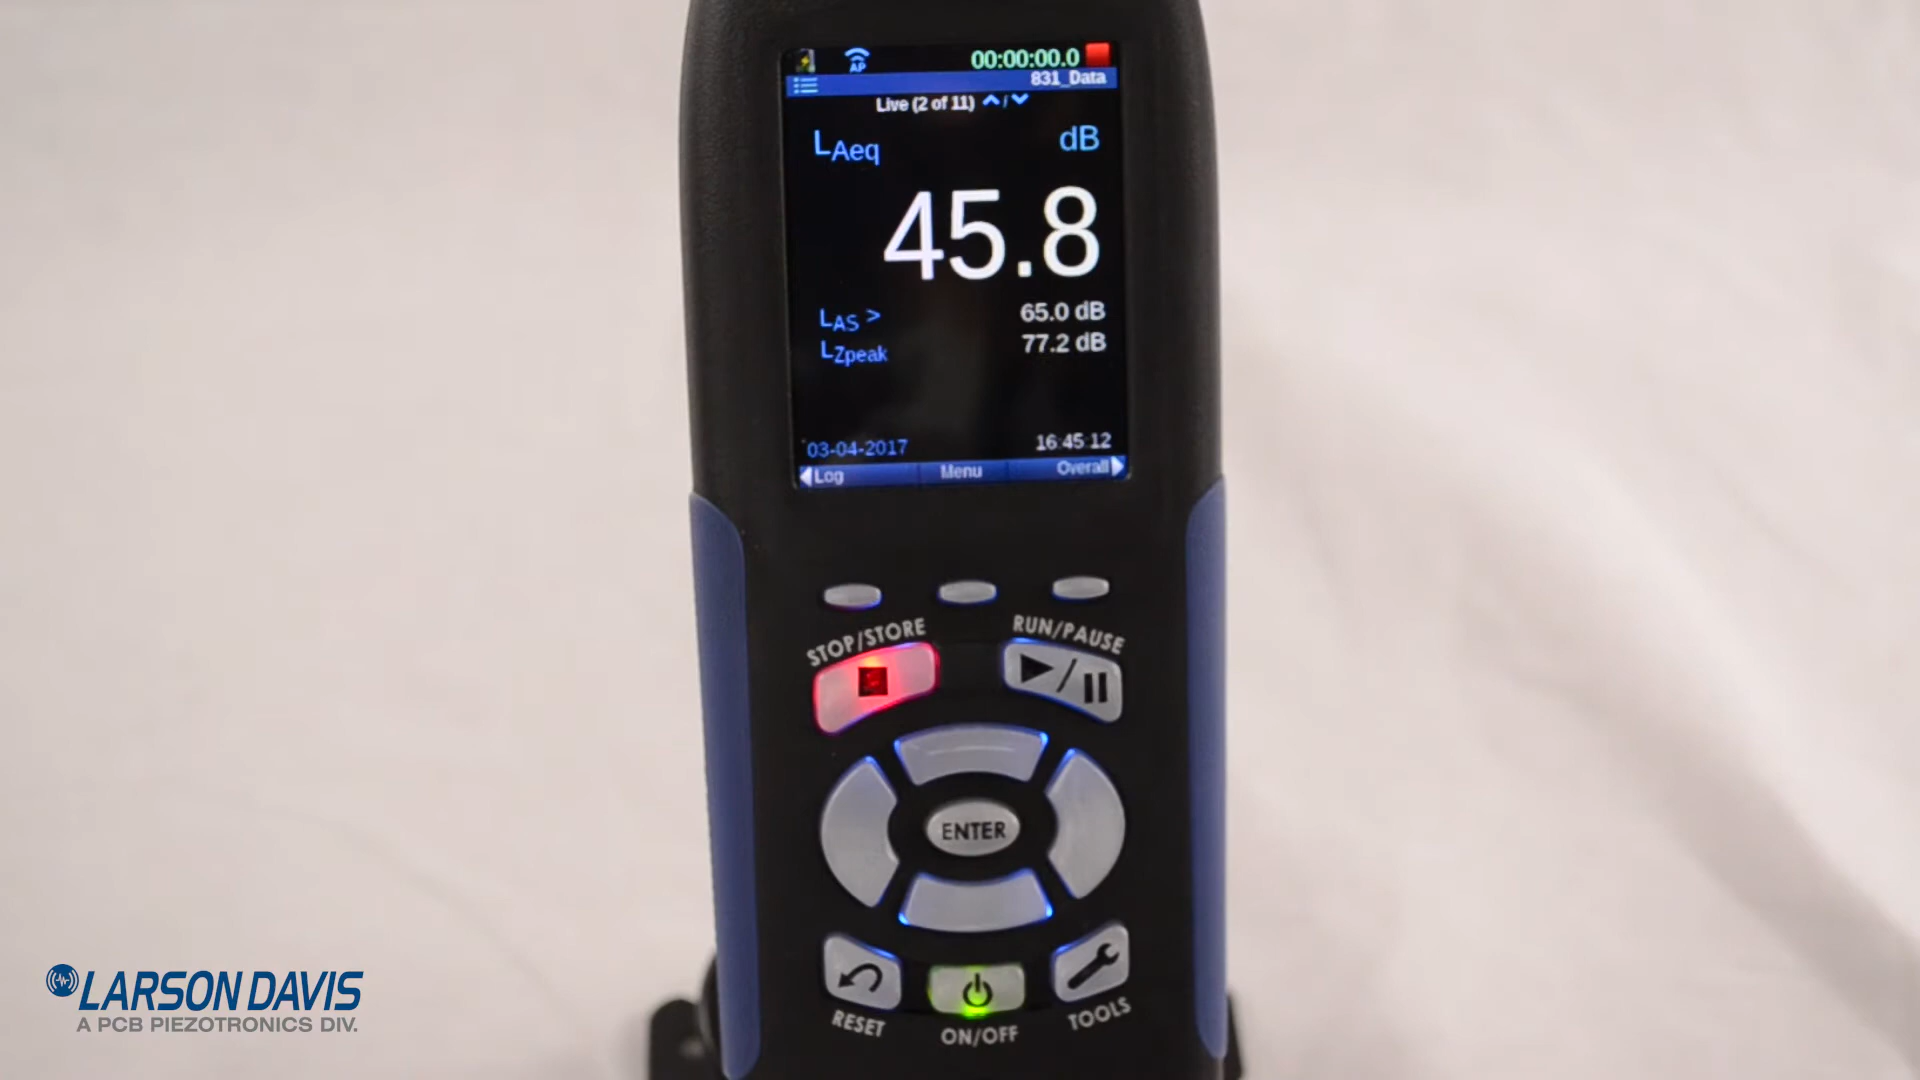 AP 00:00:00.0
831_Data
Live (2 of 11) /
LAeq dB
45.8
LAS > 65.0 dB
LZpeak 77.2 dB
03-04-2017 16:45:12
Log Menu Overall
STOP/STORE RUN/PAUSE
ENTER
RESET ON/OFF TOOLS
LARSON DAVIS
A PCB PIEZOTRONICS DIV.